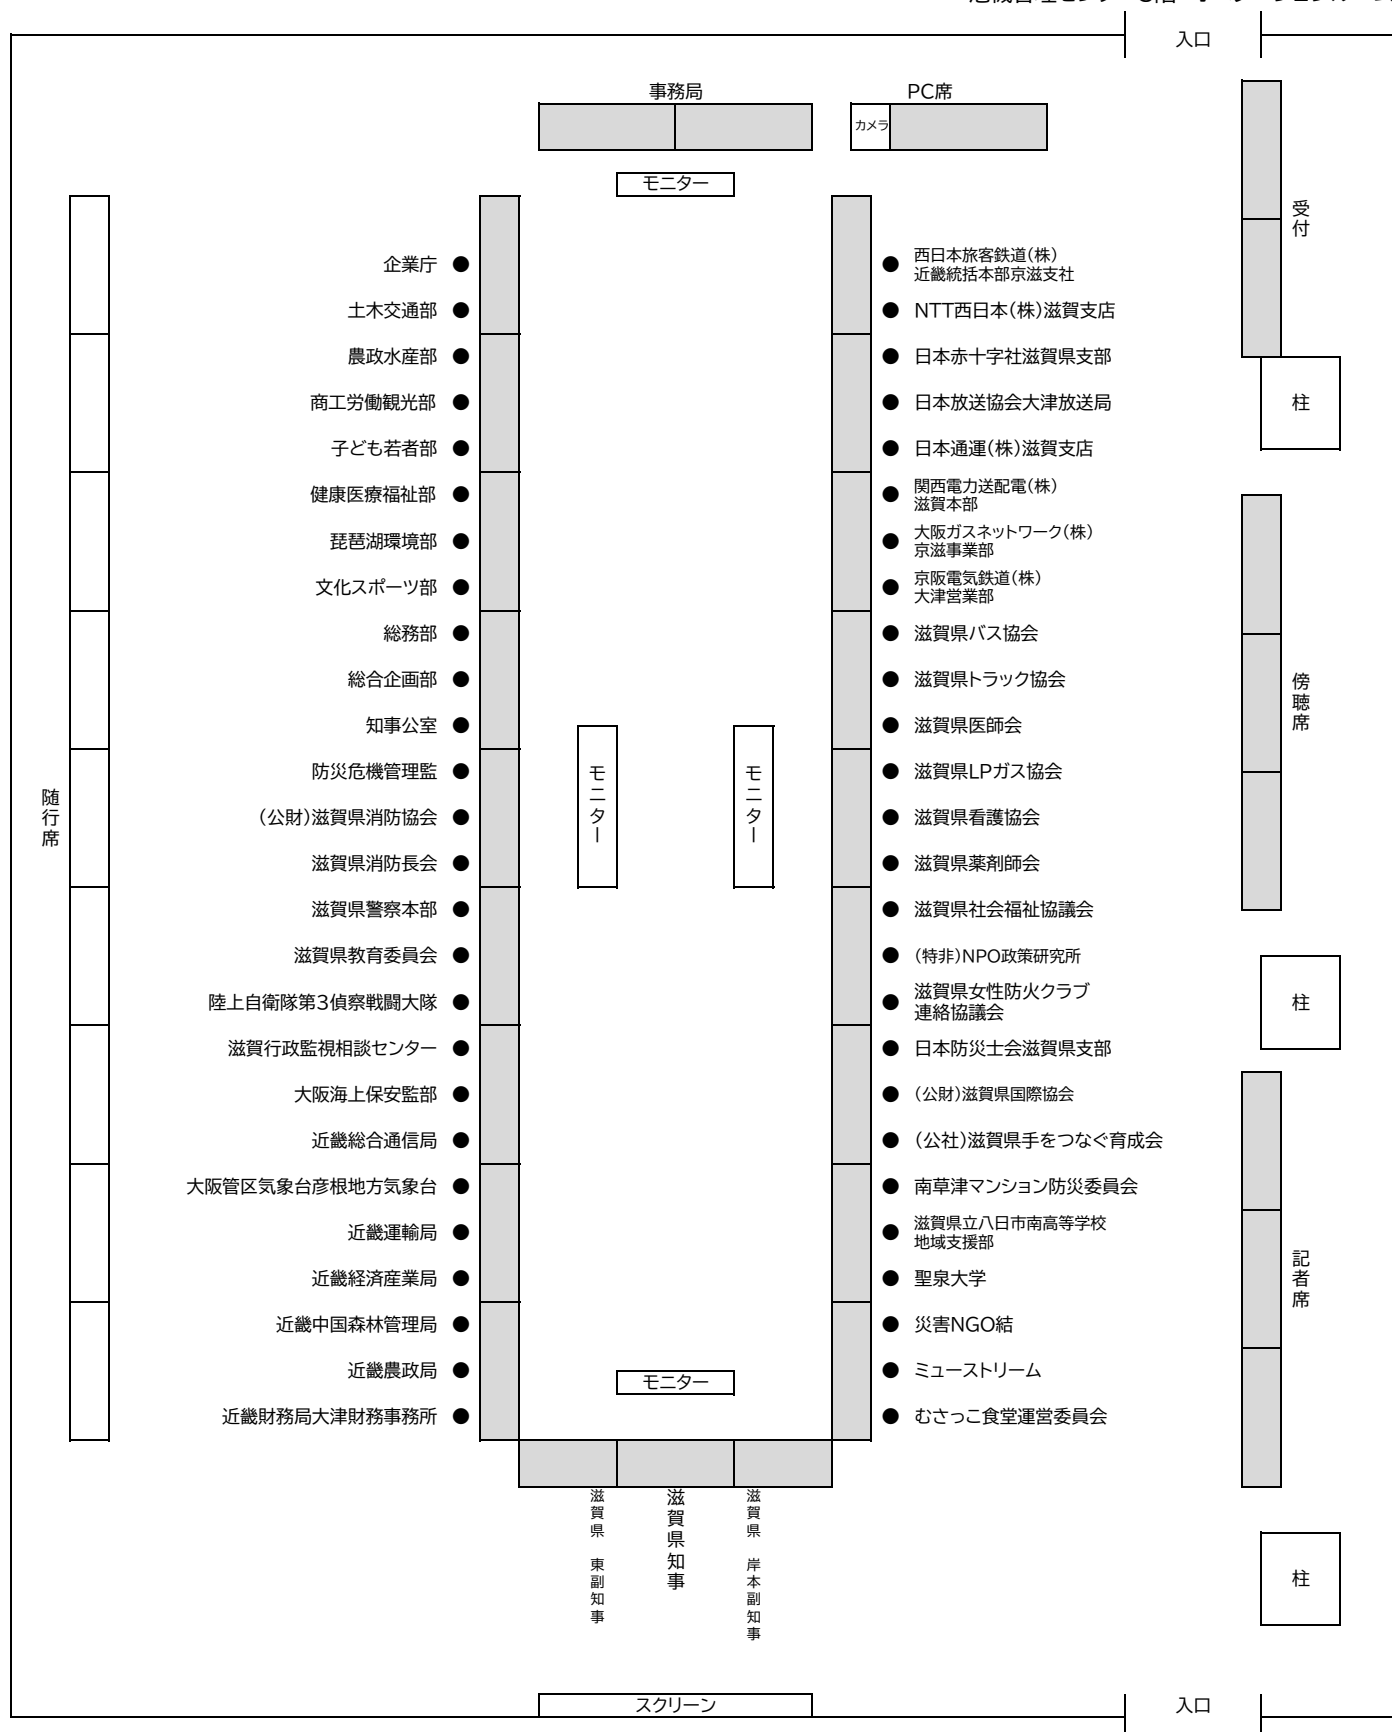 入口
事務局
PC席
カメラ
モニター
受付
企業庁
土木交通部
農政水産部
商工労働観光部
子ども若者部
健康医療福祉部
琵琶湖環境部
文化スポーツ部
総務部
総合企画部
知事公室
防災危機管理監
(公財)滋賀県消防協会
滋賀県消防長会
滋賀県警察本部
滋賀県教育委員会
陸上自衛隊第3偵察戦闘大隊
滋賀行政監視相談センター
大阪海上保安監部
近畿総合通信局
大阪管区気象台彦根地方気象台
近畿運輸局
近畿経済産業局
近畿中国森林管理局
近畿農政局
近畿財務局大津財務事務所
随行席
モニター
モニター
西日本旅客鉄道(株)
近畿統括本部京滋支社
NTT西日本(株)滋賀支店
日本赤十字社滋賀県支部
日本放送協会大津放送局
日本通運(株)滋賀支店
関西電力送配電(株)
滋賀本部
大阪ガスネットワーク(株)
京滋事業部
京阪電気鉄道(株)
大津営業部
滋賀県バス協会
滋賀県トラック協会
滋賀県医師会
滋賀県LPガス協会
滋賀県看護協会
滋賀県薬剤師会
滋賀県社会福祉協議会
(特非)NPO政策研究所
滋賀県女性防火クラブ
連絡協議会
日本防災士会滋賀県支部
(公財)滋賀県国際協会
(公社)滋賀県手をつなぐ育成会
南草津マンション防災委員会
滋賀県立八日市南高等学校
地域支援部
聖泉大学
災害NGO結
ミューストリーム
むさっこ食堂運営委員会
柱
傍聴席
柱
記者席
柱
モニター
滋賀県 東副知事
滋賀県知事
滋賀県 岸本副知事
スクリーン
入口